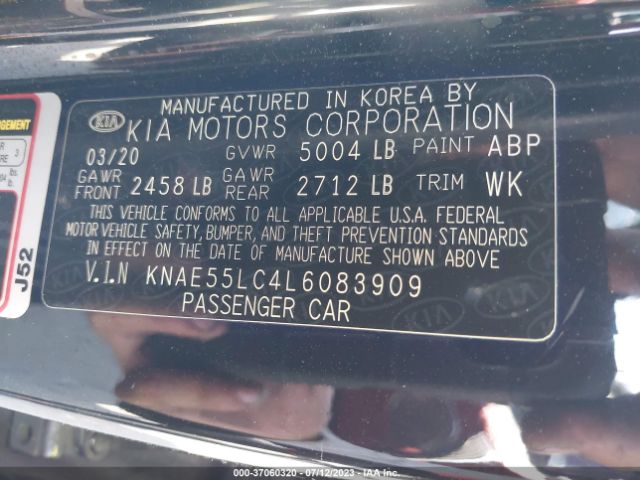 MANUFACTURED IN KOREA BY
KIA KIA MOTORS CORPORATION
03/20 GVWR 5004 LB PAINT ABP
GAWR FRONT 2458 LB GAWR REAR 2712 LB TRIM WK
THIS VEHICLE CONFORMS TO ALL APPLICABLE U.S.A. FEDERAL
MOTOR VEHICLE SAFETY, BUMPER, AND THEFT PREVENTION STANDARDS
IN EFFECT ON THE DATE OF MANUFACTURE SHOWN ABOVE
V.I.N KNAE55LC4L6083909
PASSENGER CAR
KIA
J52
3
lbs.
000-37060320 - 07/12/2023 - IAA Inc.